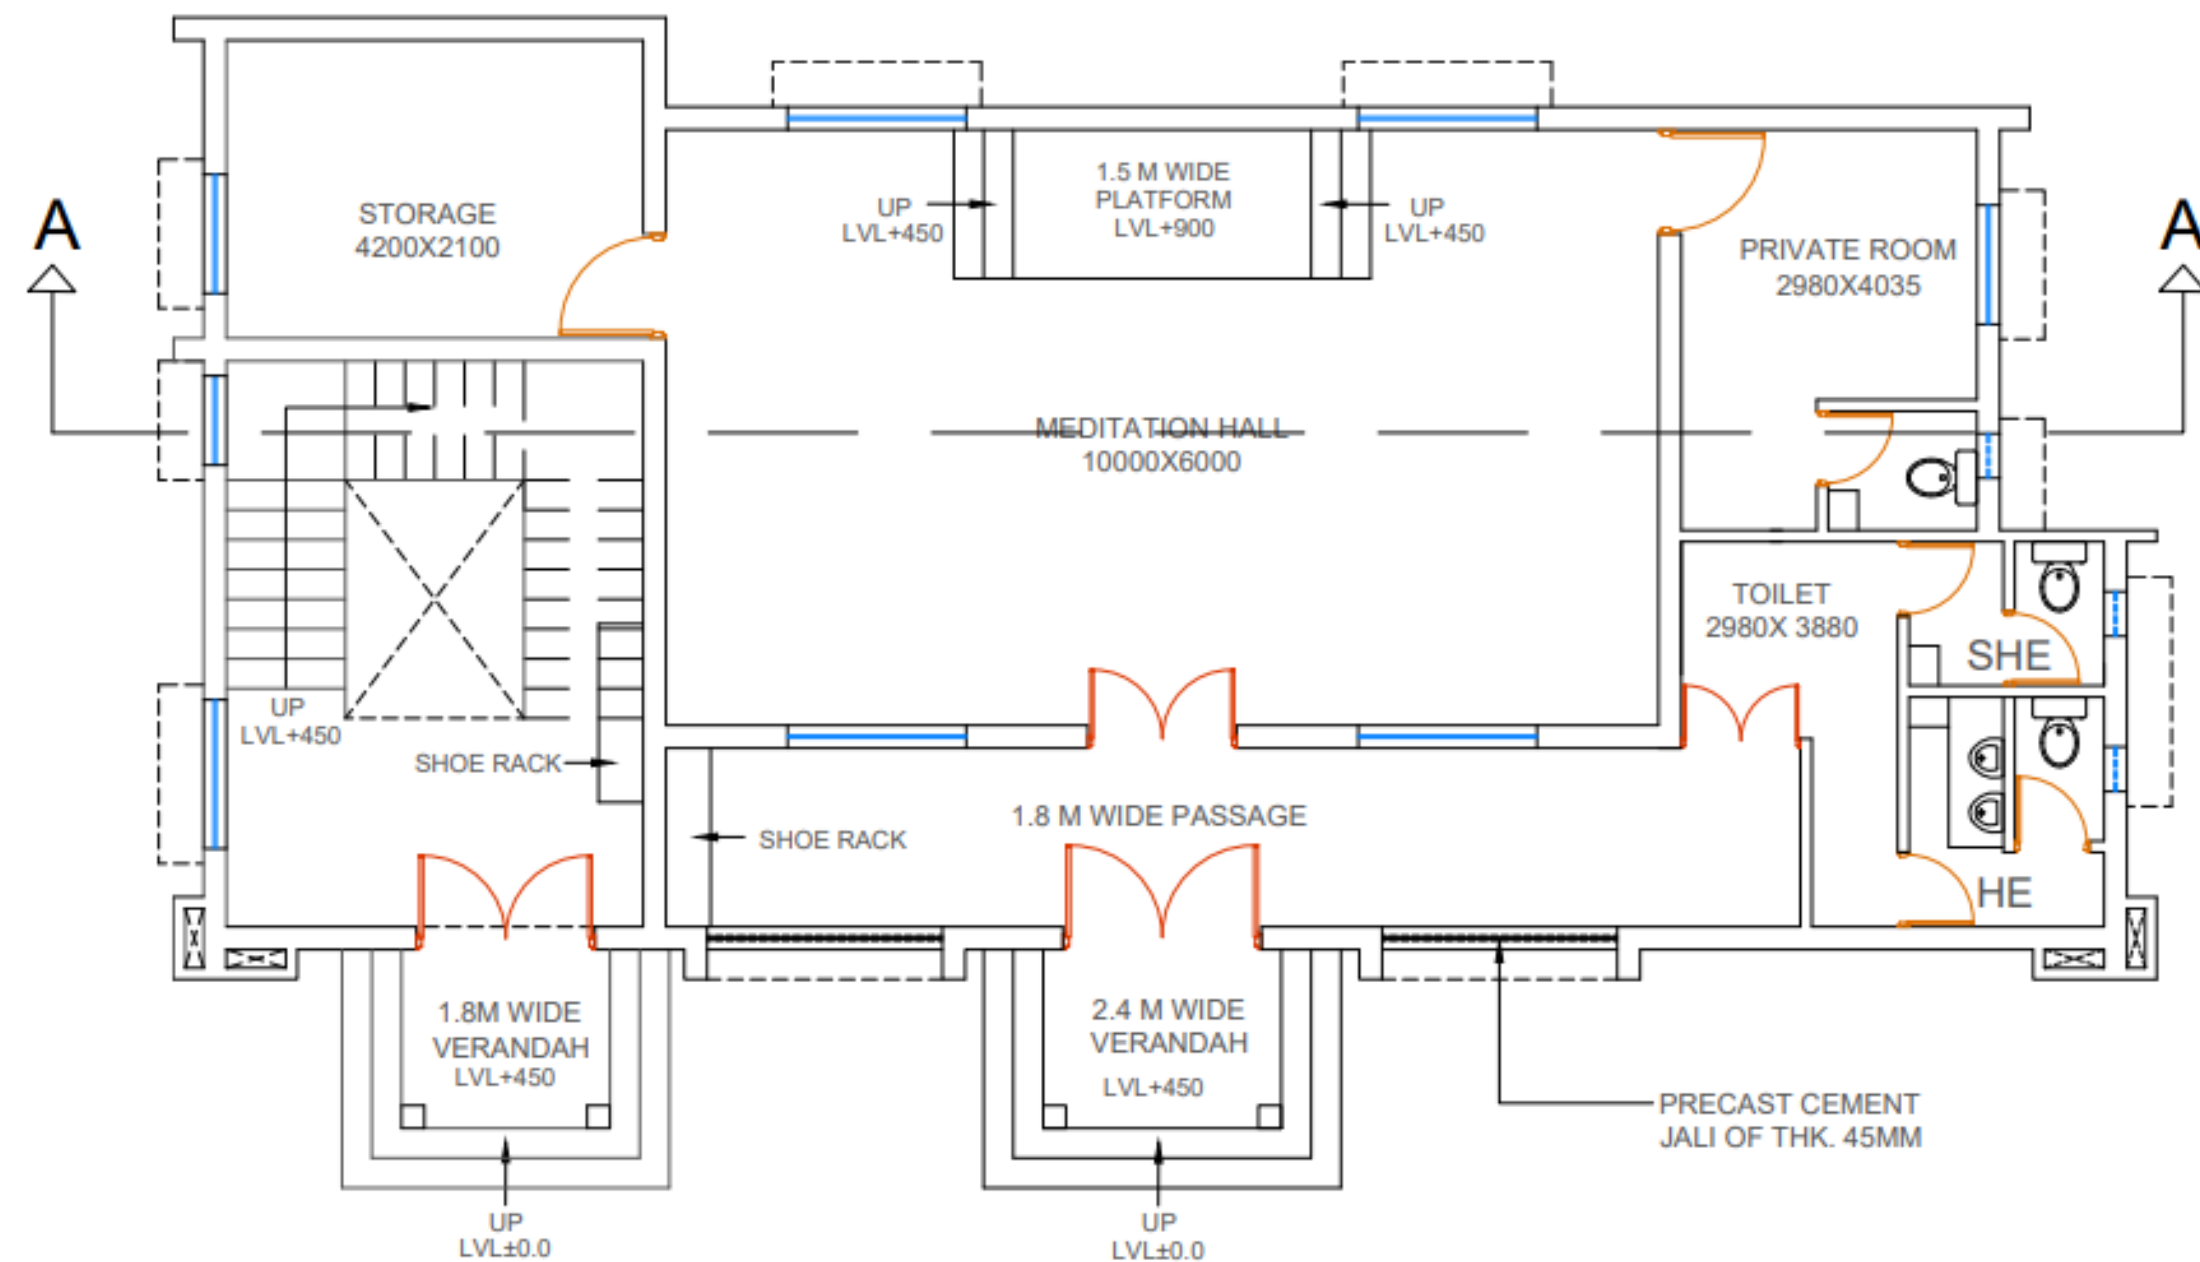 A
A
STORAGE
4200X2100
UP
LVL+450
1.5 M WIDE
PLATFORM
LVL+900
UP
LVL+450
PRIVATE ROOM
2980X4035
MEDITATION HALL
10000X6000
TOILET
2980X 3880
SHE
UP
LVL+450
SHOE RACK
1.8 M WIDE PASSAGE
SHOE RACK
HE
1.8M WIDE
VERANDAH
LVL+450
2.4 M WIDE
VERANDAH
LVL+450
PRECAST CEMENT
JALI OF THK. 45MM
UP
LVL±0.0
UP
LVL±0.0